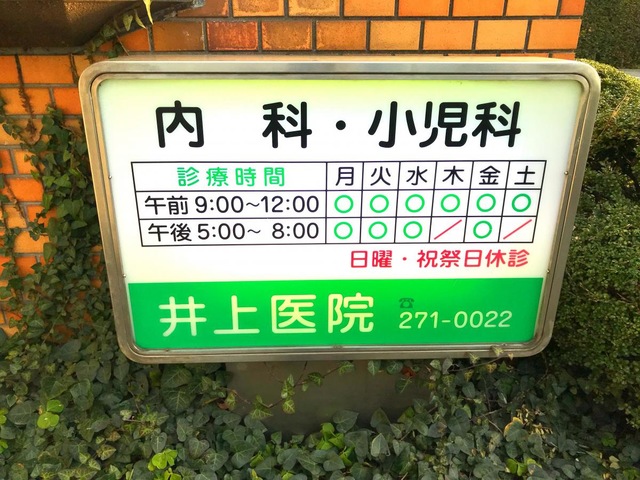 内 科・小児科
診療時間 月 火 水 木 金 土
午前 9:00～12:00 ○ ○ ○ ○ ○ ○
午後 5:00～ 8:00 ○ ○ ○ ／ ○ ／
日曜・祝祭日休診
井上医院 ☎ 271-0022